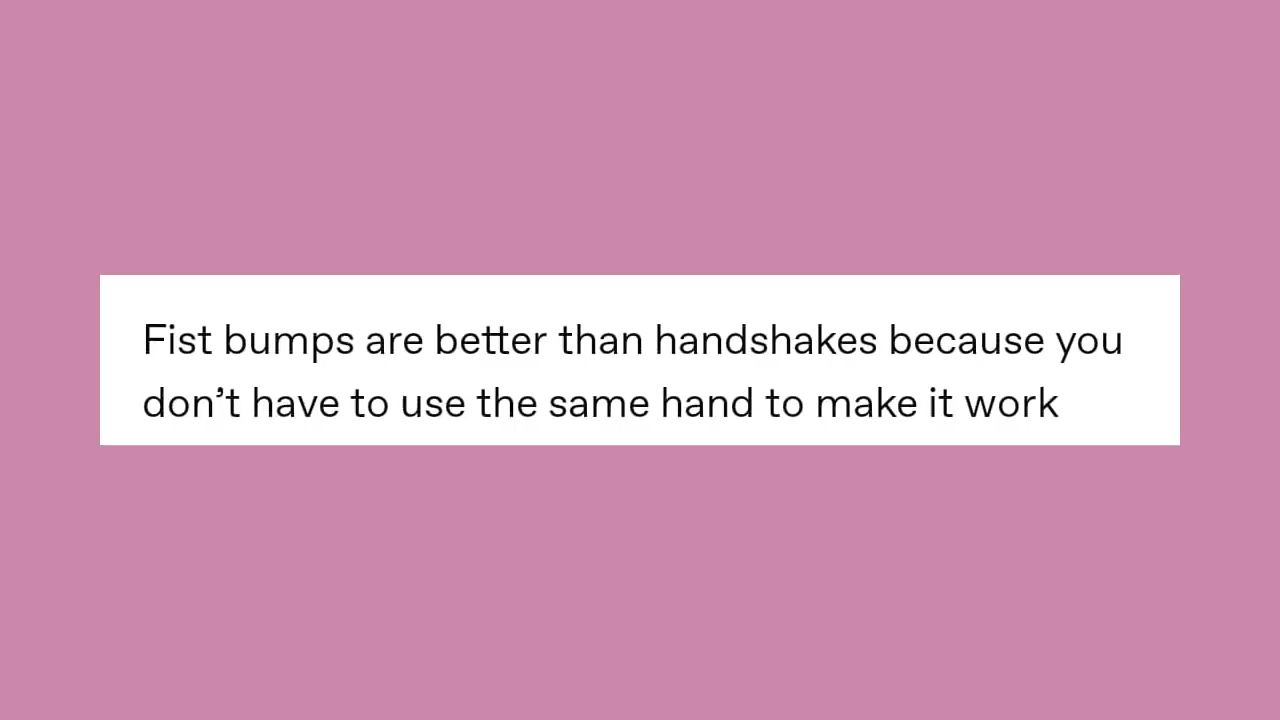 Fist bumps are better than handshakes because you
don’t have to use the same hand to make it work